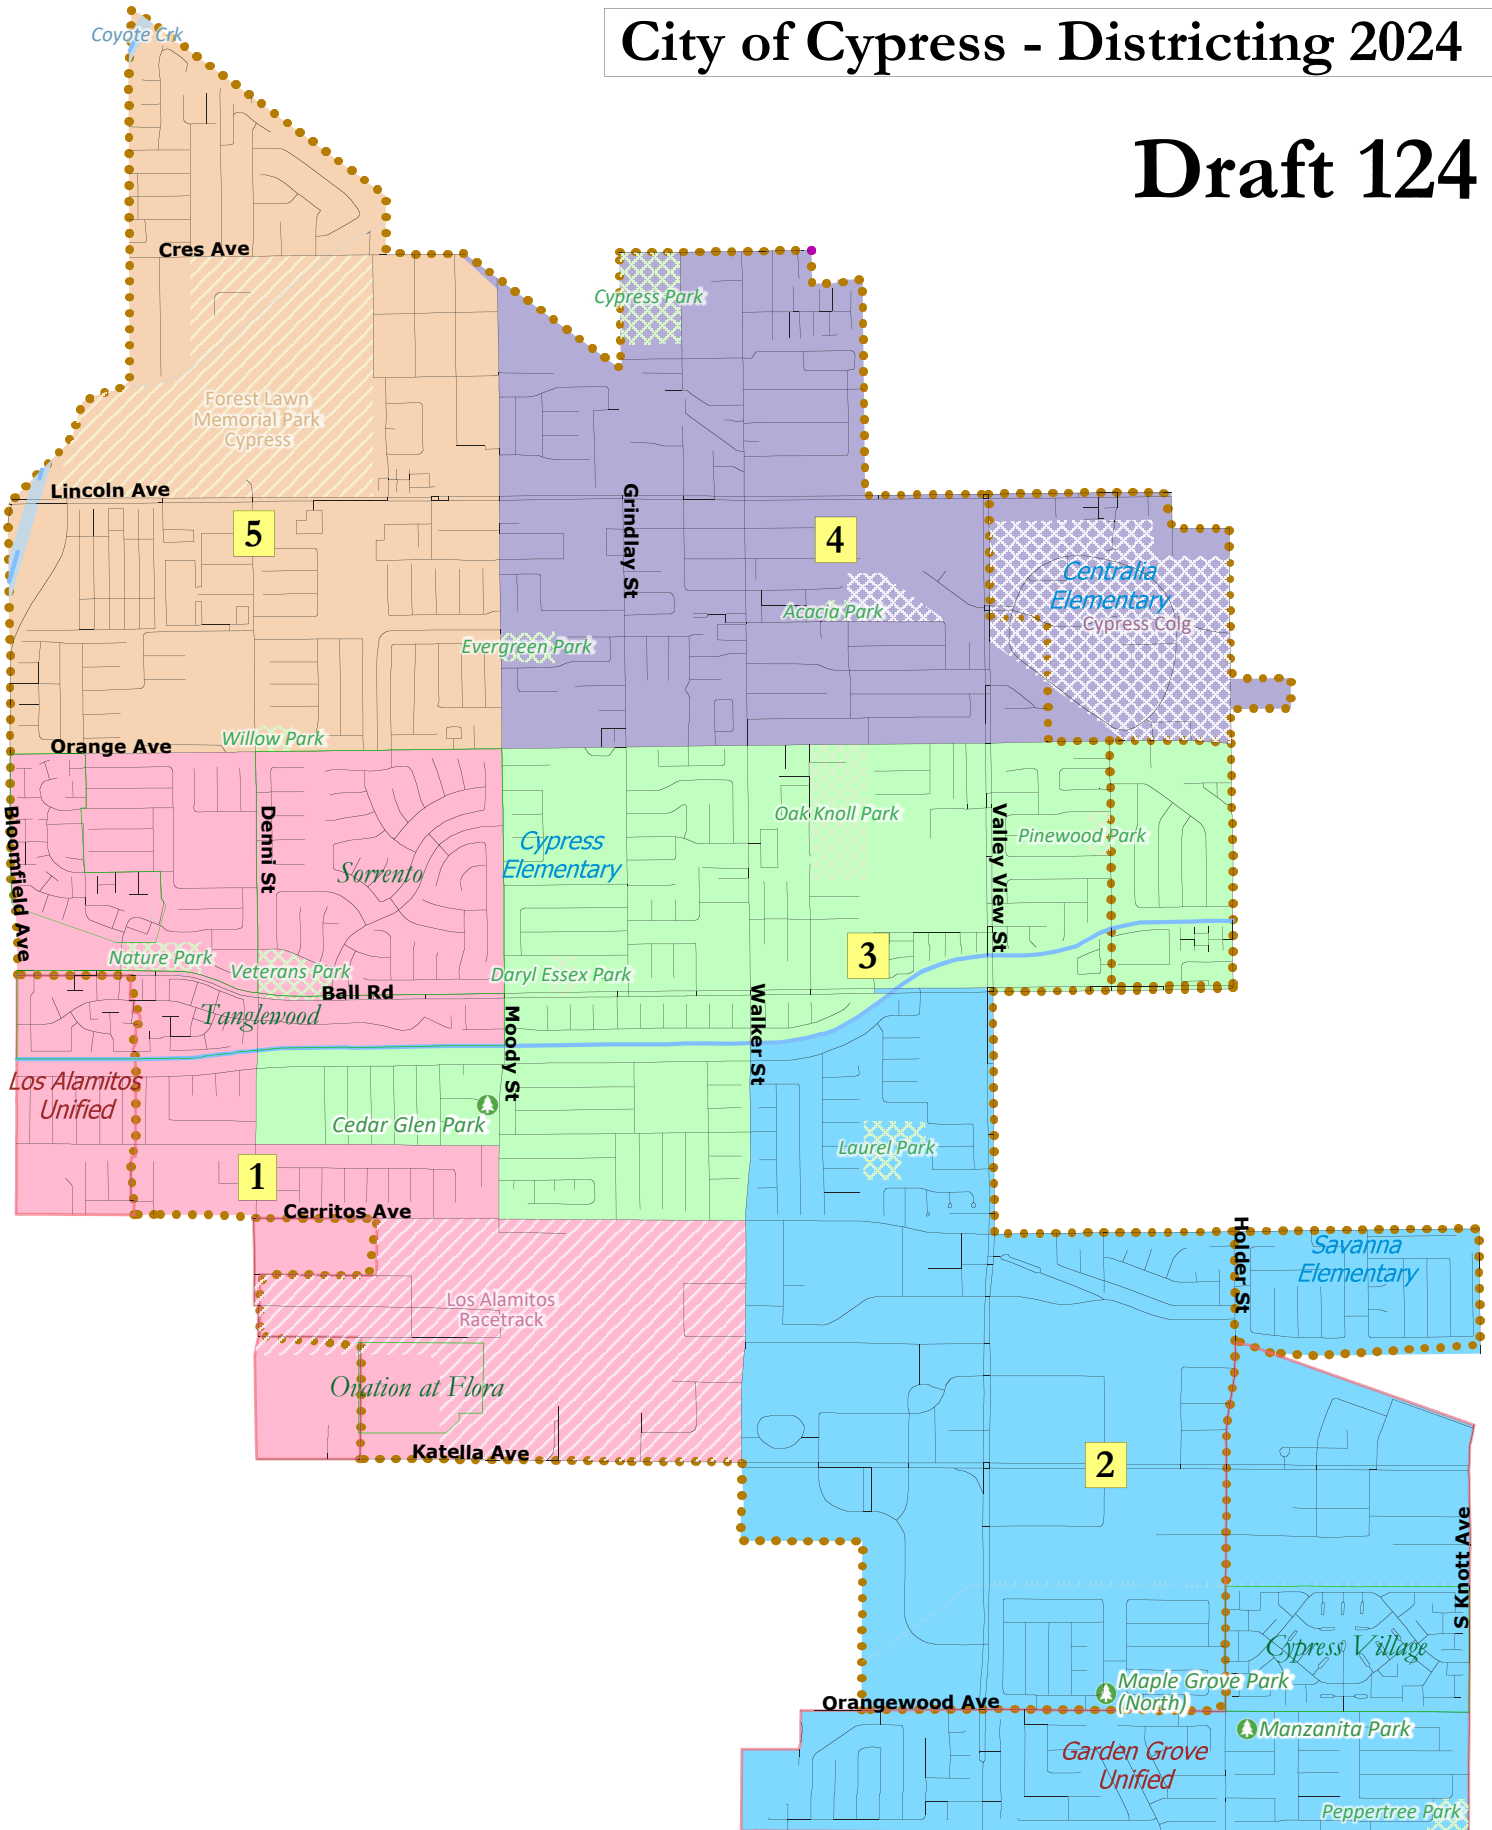 City of Cypress - Districting 2024
Coyote Crk
Draft 124
Cres Ave
Cypress Park
Forest Lawn
Memorial Park
Cypress
Lincoln Ave
5
Grindlay St
4
Centralia
Elementary
Acacia Park
Cypress Colg
Evergreen Park
Willow Park
Orange Ave
Bloomfield Ave
Denni St
Sorrento
Cypress
Elementary
Oak Knoll Park
Valley View St
Pinewood Park
Nature Park
Veterans Park
Daryl Essex Park
3
Ball Rd
Tanglewood
Moody St
Walker St
Los Alamitos
Unified
Cedar Glen Park
Laurel Park
1
Cerritos Ave
Holder St
Savanna
Elementary
Los Alamitos
Racetrack
Ovation at Flora
Katella Ave
2
S Knott Ave
Cypress Village
Maple Grove Park
(North)
Orangewood Ave
Manzanita Park
Garden Grove
Unified
Peppertree Park